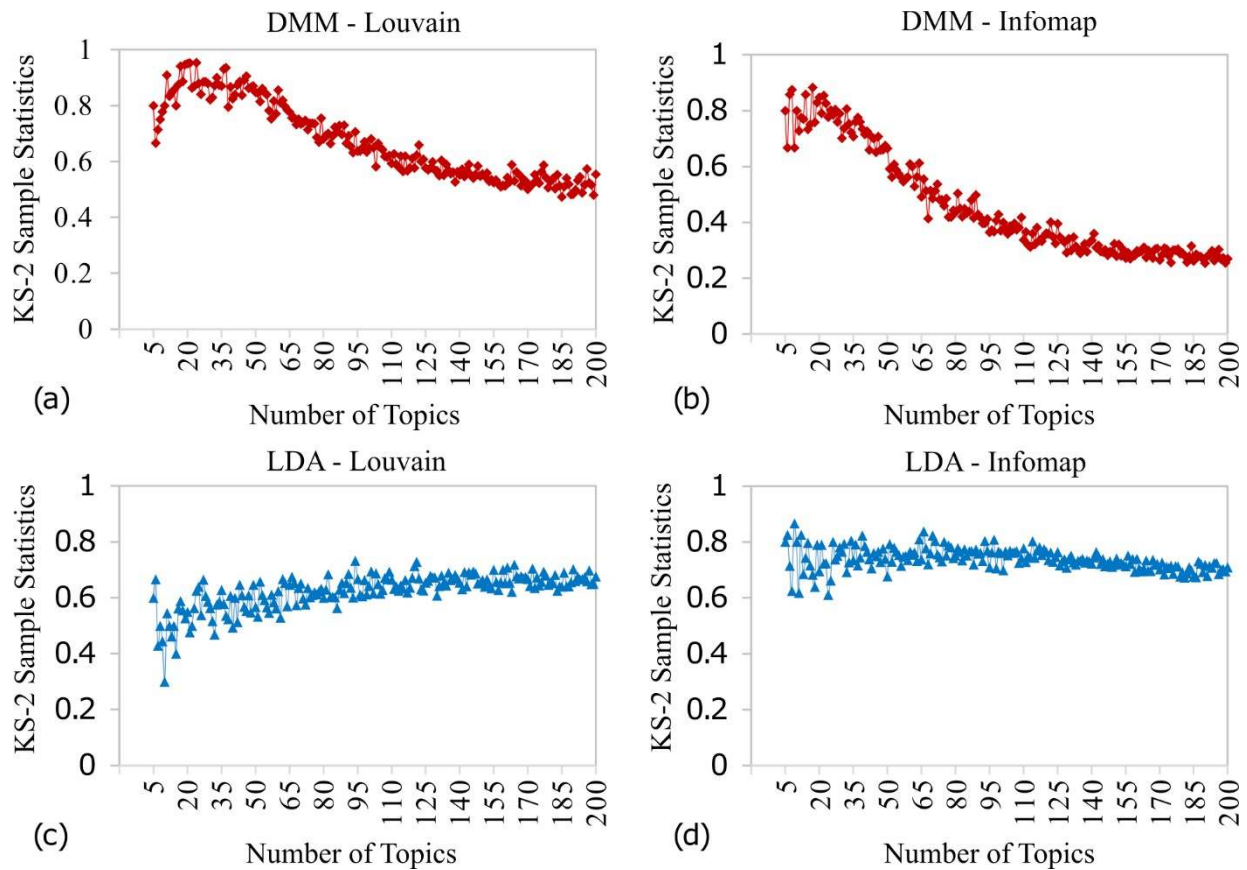 DMM - Louvain
KS-2 Sample Statistics
1
0.8
0.6
0.4
0.2
0
5 20 35 50 65 80 95 110 125 140 155 170 185 200
Number of Topics
(a)
DMM - Infomap
KS-2 Sample Statistics
1
0.8
0.6
0.4
0.2
0
5 20 35 50 65 80 95 110 125 140 155 170 185 200
Number of Topics
(b)
LDA - Louvain
KS-2 Sample Statistics
1
0.8
0.6
0.4
0.2
0
5 20 35 50 65 80 95 110 125 140 155 170 185 200
Number of Topics
(c)
LDA - Infomap
KS-2 Sample Statistics
1
0.8
0.6
0.4
0.2
0
5 20 35 50 65 80 95 110 125 140 155 170 185 200
Number of Topics
(d)